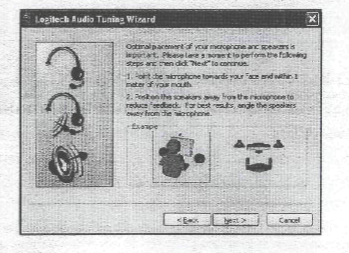 Logitech Audio Tuning Wizard
Optimal placement of your microphone and speakers is
important. Please take a moment to perform the following
steps and then click "Next" to continue.
1. Point the microphone towards your face and within 1
meter of your mouth.
2. Position the speakers away from the microphone to
reduce feedback. For best results, angle the speakers
away from the microphone.
Example
< Back
Next >
Cancel